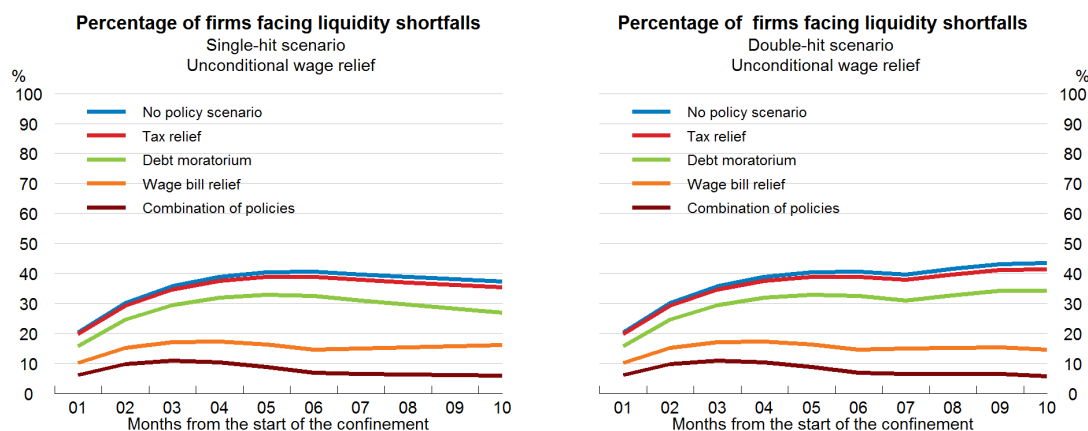 Percentage of firms facing liquidity shortfalls
Single-hit scenario
Unconditional wage relief
%
100
90
80
70
60
50
40
30
20
10
0
No policy scenario
Tax relief
Debt moratorium
Wage bill relief
Combination of policies
01 02 03 04 05 06 07 08 09 10
Months from the start of the confinement
Percentage of firms facing liquidity shortfalls
Double-hit scenario
Unconditional wage relief
%
100
90
80
70
60
50
40
30
20
10
0
No policy scenario
Tax relief
Debt moratorium
Wage bill relief
Combination of policies
01 02 03 04 05 06 07 08 09 10
Months from the start of the confinement